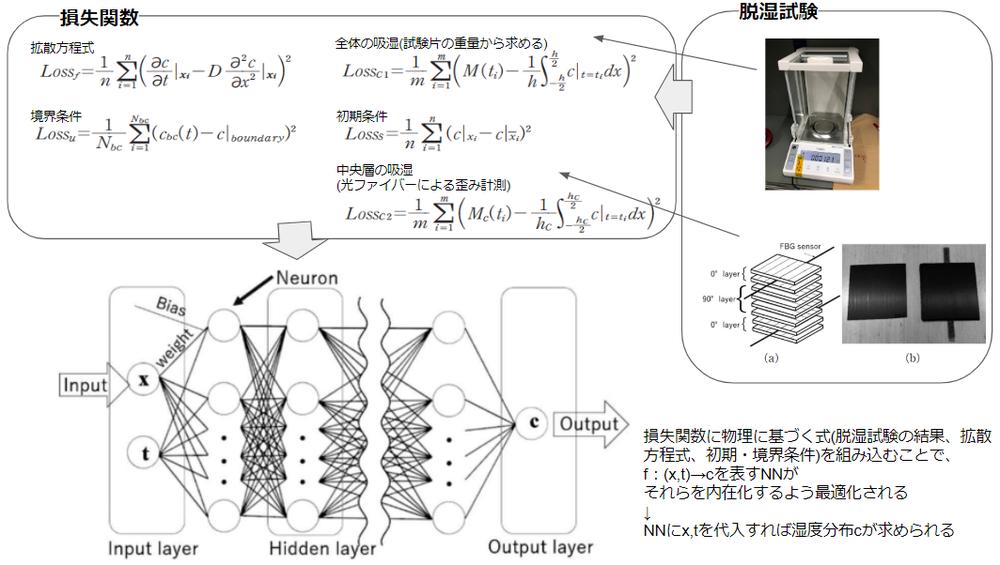 損失関数
拡散方程式
Loss_f=\frac{1}{n}\sum_{i=1}^{n}\left(\frac{∂c}{∂t}|_{x_i}-D\frac{∂^2c}{∂x^2}|_{x_i}\right)^2
境界条件
Loss_u=\frac{1}{N_{bc}}\sum_{i=1}^{N_{bc}}(c_{bc}(t)-c|_{boundary})^2
全体の吸湿(試験片の重量から求める)
Loss_{C1}=\frac{1}{m}\sum_{i=1}^{m}\left(M(t_i)-\frac{1}{h}\int_{-\frac{h}{2}}^{\frac{h}{2}}c|_{t=t_i}dx\right)^2
初期条件
Loss_s=\frac{1}{n}\sum_{i=1}^{n}(c|_{x_i}-c|_{\overline{x}_i})^2
中央層の吸湿
(光ファイバーによる歪み計測)
Loss_{C2}=\frac{1}{m}\sum_{i=1}^{m}\left(M_c(t_i)-\frac{1}{h_C}\int_{-\frac{h_C}{2}}^{\frac{h_C}{2}}c|_{t=t_i}dx\right)^2
脱湿試験
FBG sensor
0° layer
90° layer
0° layer
(a)
(b)
Neuron
Bias
weight
Input
x
t
c
Output
Input layer
Hidden layer
Output layer
損失関数に物理に基づく式(脱湿試験の結果、拡散
方程式、初期・境界条件)を組み込むことで、
f：(x,t)→cを表すNNが
それらを内在化するよう最適化される
↓
NNにx,tを代入すれば湿度分布cが求められる